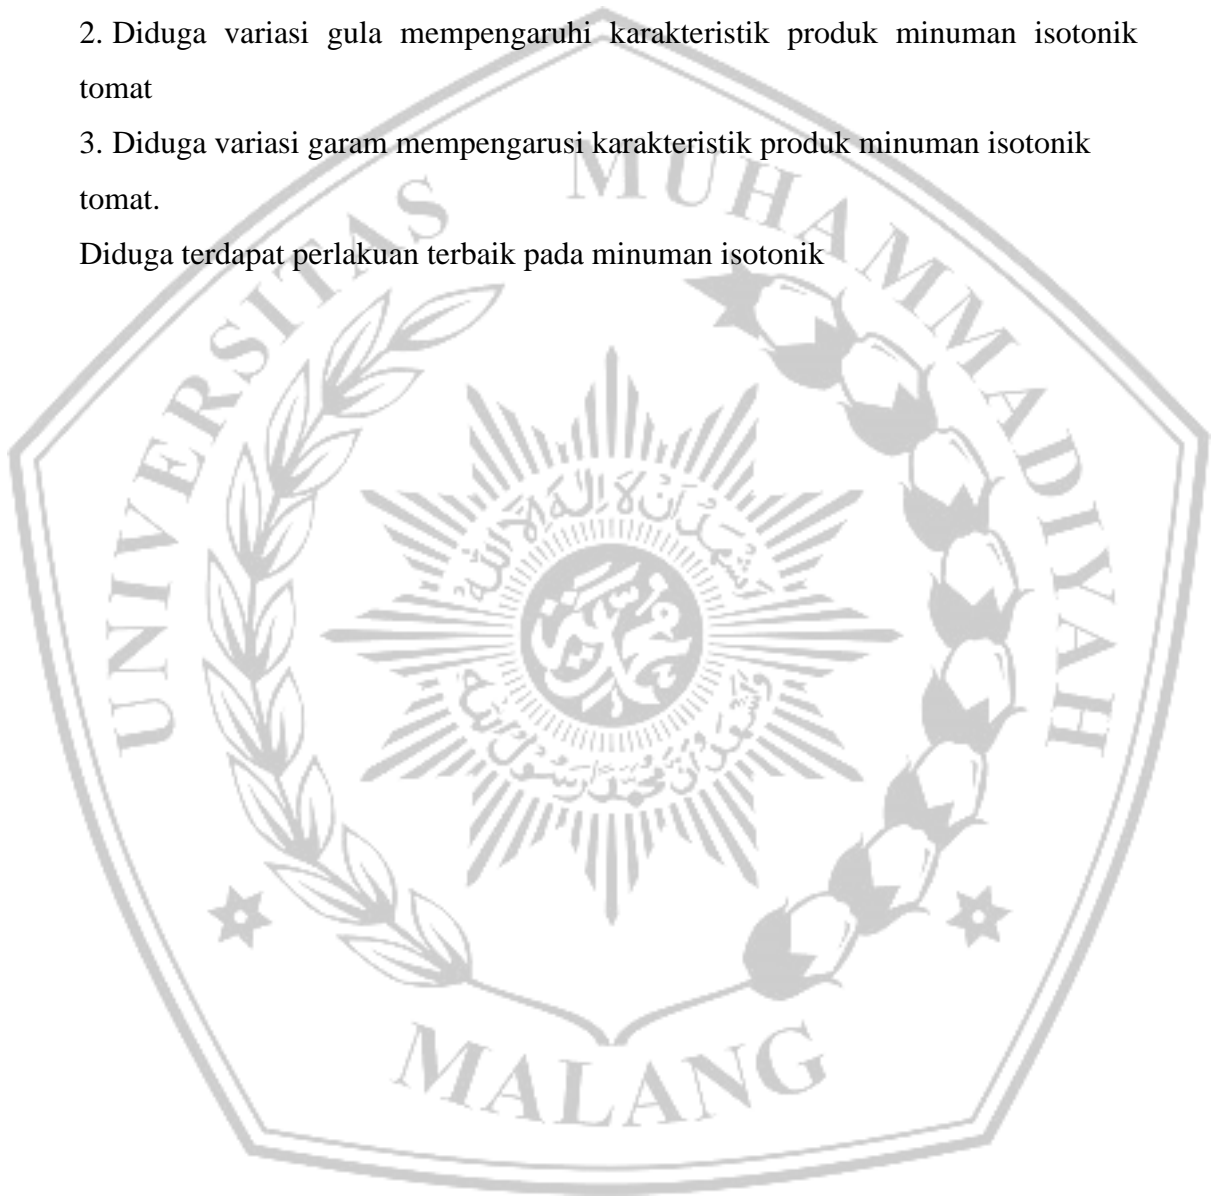 2. Diduga variasi gula mempengaruhi karakteristik produk minuman isotonik
tomat
3. Diduga variasi garam mempengarusi karakteristik produk minuman isotonik
tomat.
Diduga terdapat perlakuan terbaik pada minuman isotonik
UNIVERSITAS MUHAMMADIYAH
MALANG